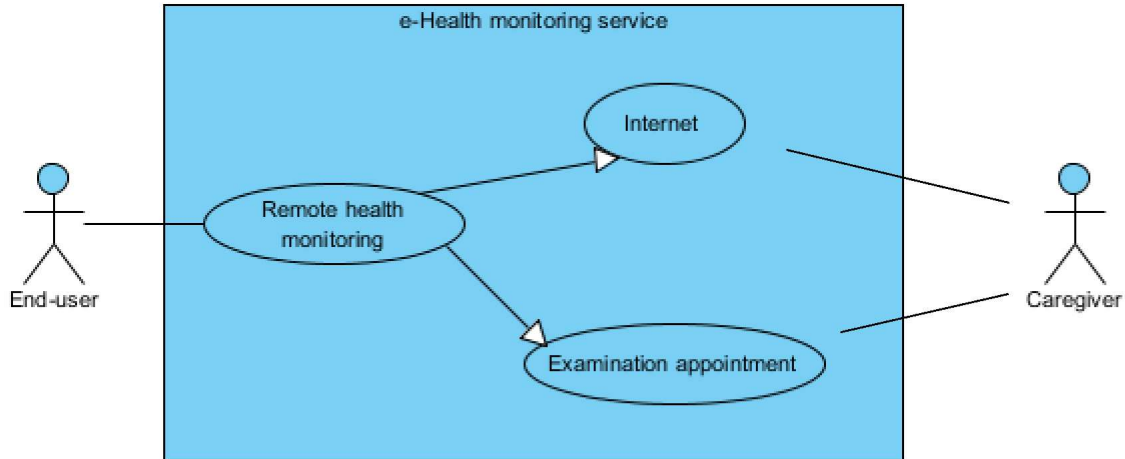 e-Health monitoring service
Internet
Remote health
monitoring
End-user
Caregiver
Examination appointment